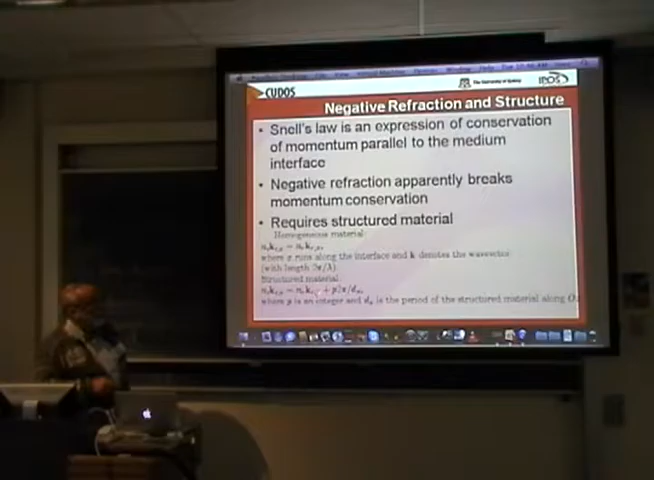 CUDOS
The University of Sydney
IPOS
Negative Refraction and Structure
• Snell's law is an expression of conservation
of momentum parallel to the medium
interface
• Negative refraction apparently breaks
momentum conservation
• Requires structured material
Homogeneous material:
where x runs along the interface and k denotes the wavevector
(with length 2π/λ)
Structured material:
where p is an integer and is the period of the structured material along